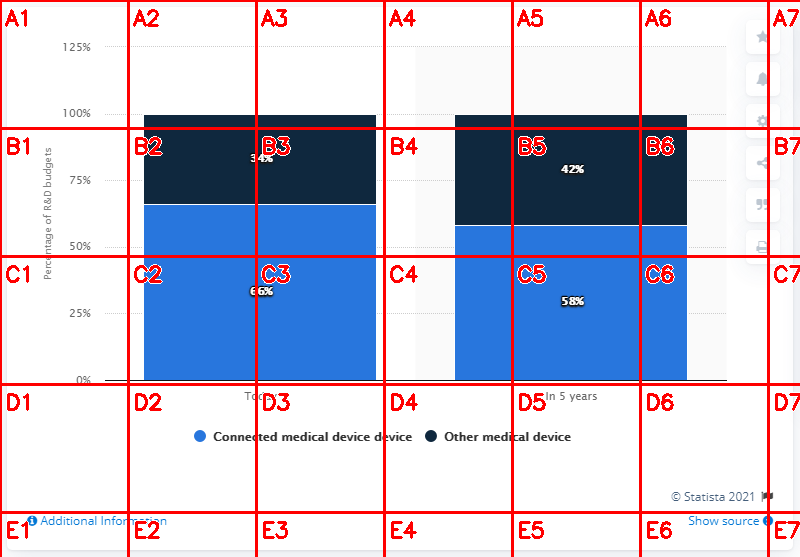 A1 A2 A3 A4 A5 A6 A7
125%
100%
B1 B2 B3 B4 B5 B6 B7
Percentage of R&D budgets
34%
42%
75%
50%
C1 C2 C3 C4 C5 C6 C7
66%
58%
25%
0%
D1 D2 D3 D4 D5 D6 D7
Today
In 5 years
Connected medical device device
Other medical device
© Statista 2021
Additional Information
Show source
E1 E2 E3 E4 E5 E6 E7